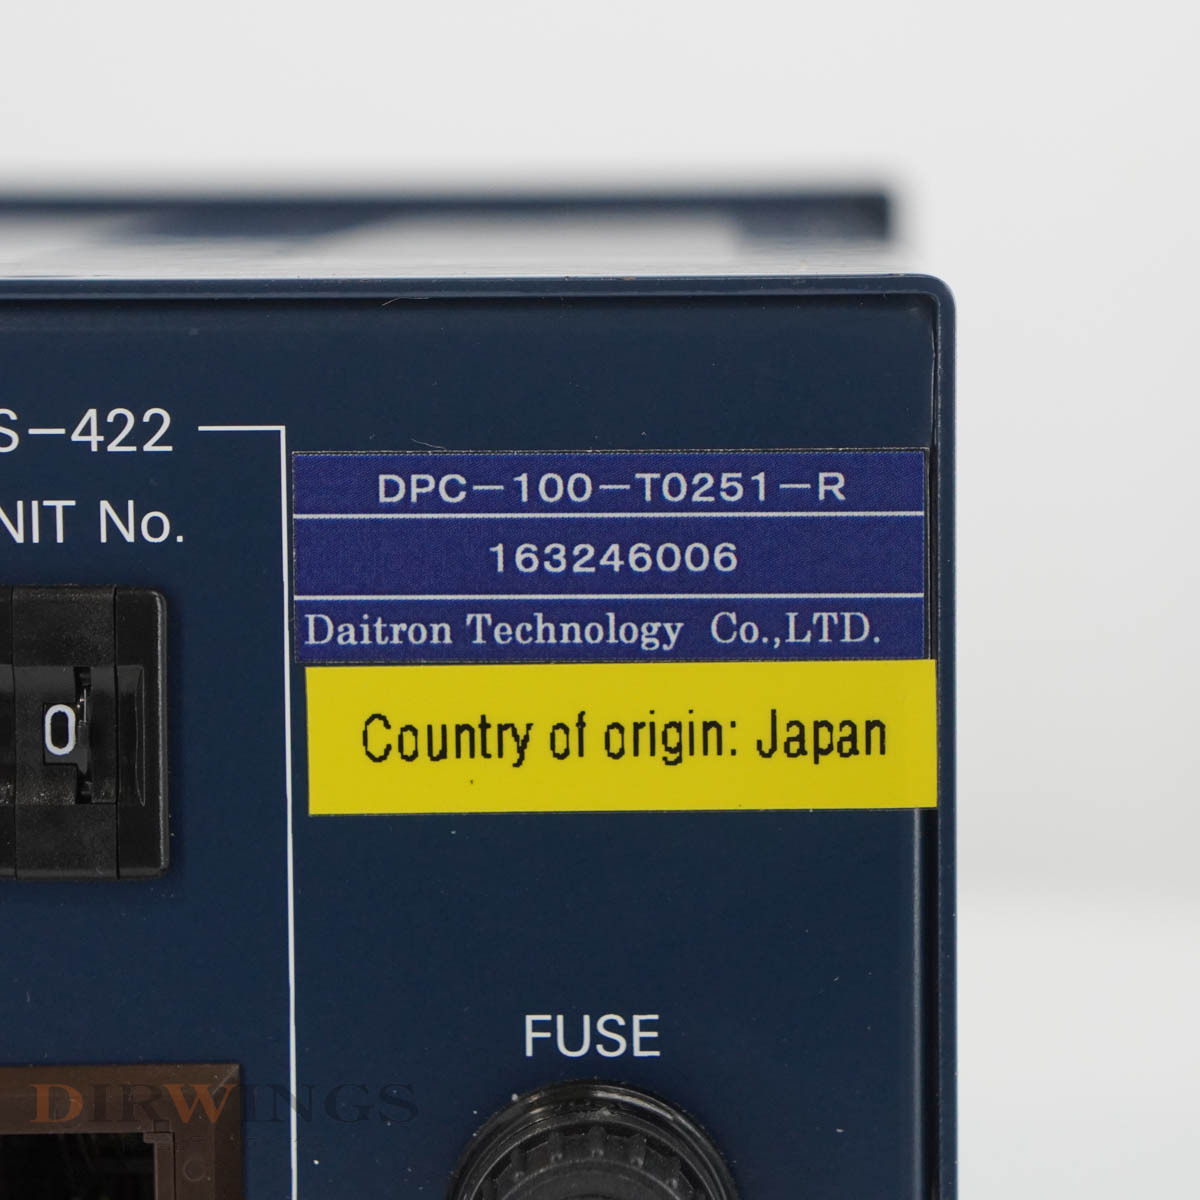 S-422
NIT No.
DPC-100-T0251-R
163246006
Daitron Technology Co.,LTD.
0
Country of origin: Japan
FUSE
DIRWINGS